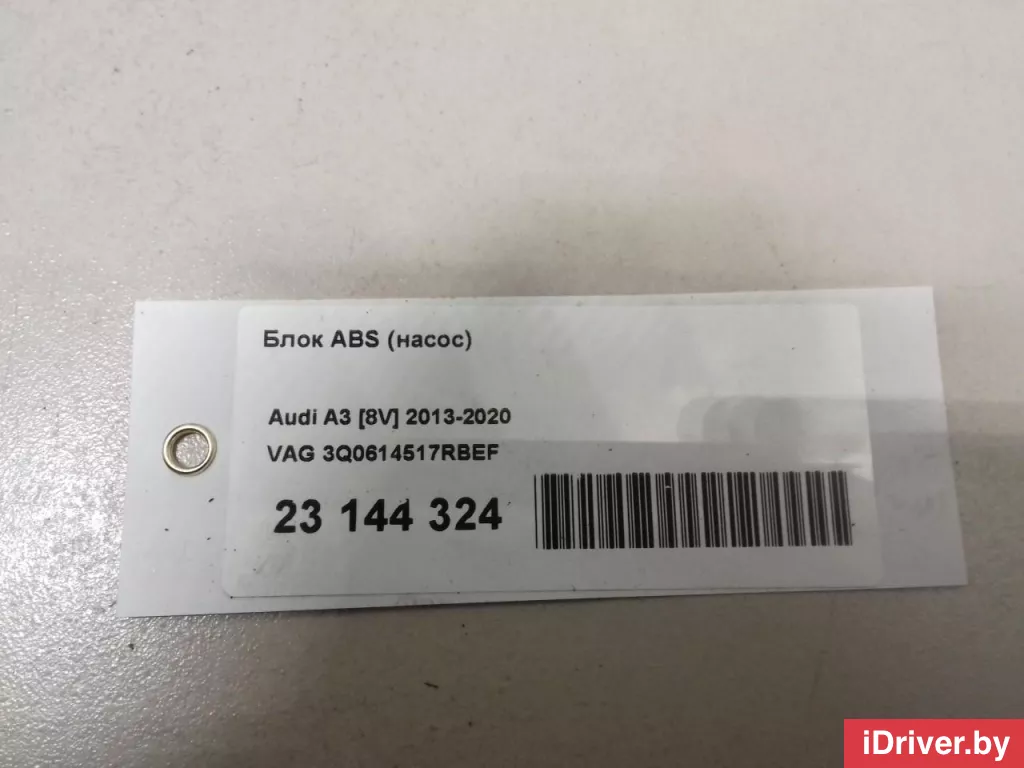 Блок ABS (насос)
Audi A3 [8V] 2013-2020
VAG 3Q0614517RBEF
23 144 324
iDriver.by